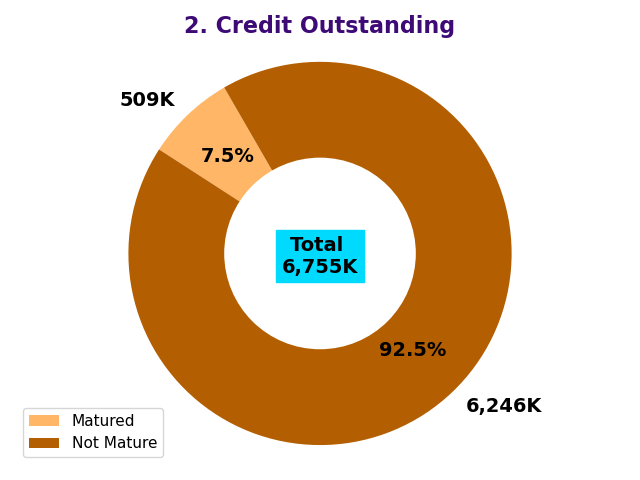 2. Credit Outstanding
509K
7.5%
Total
6,755K
92.5%
6,246K
Matured
Not Mature